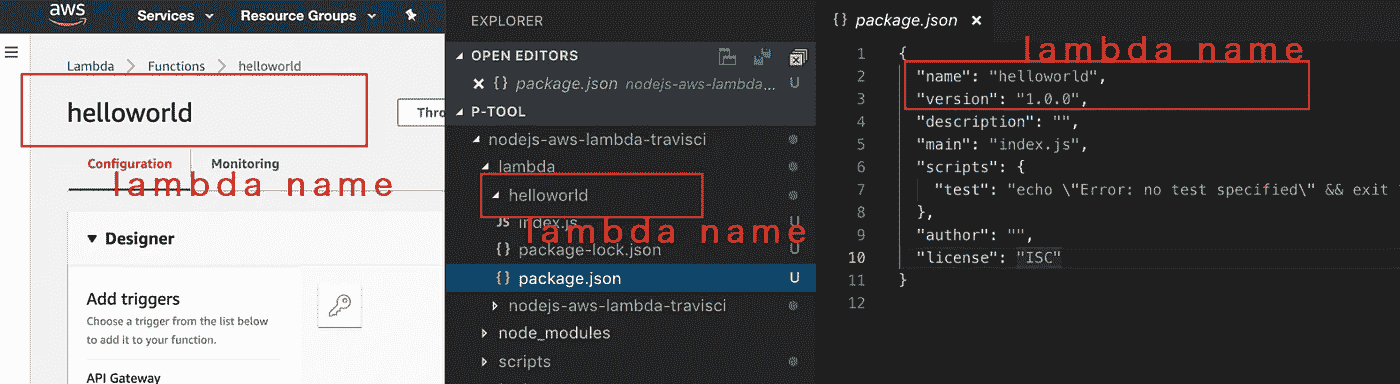 aws
Services
Resource Groups
Lambda
Functions
helloworld
helloworld
Thro
Configuration
Monitoring
lambda name
Designer
Add triggers
Choose a trigger from the list below
to add it to your function.
API Gateway
EXPLORER
OPEN EDITORS
{} package.json nodejs-aws-lambda... U
P-TOOL
nodejs-aws-lambda-travisci
lambda
helloworld
JS index.js U
lambda name
{} package-lock.json U
{} package.json U
nodejs-aws-lambda-travisci
node_modules
scripts
{} package.json
lambda name
1 {
2 "name": "helloworld",
3 "version": "1.0.0",
4 "description": "",
5 "main": "index.js",
6 "scripts": {
7 "test": "echo \"Error: no test specified\" && exit
8 },
9 "author": "",
10 "license": "ISC"
11 }
12